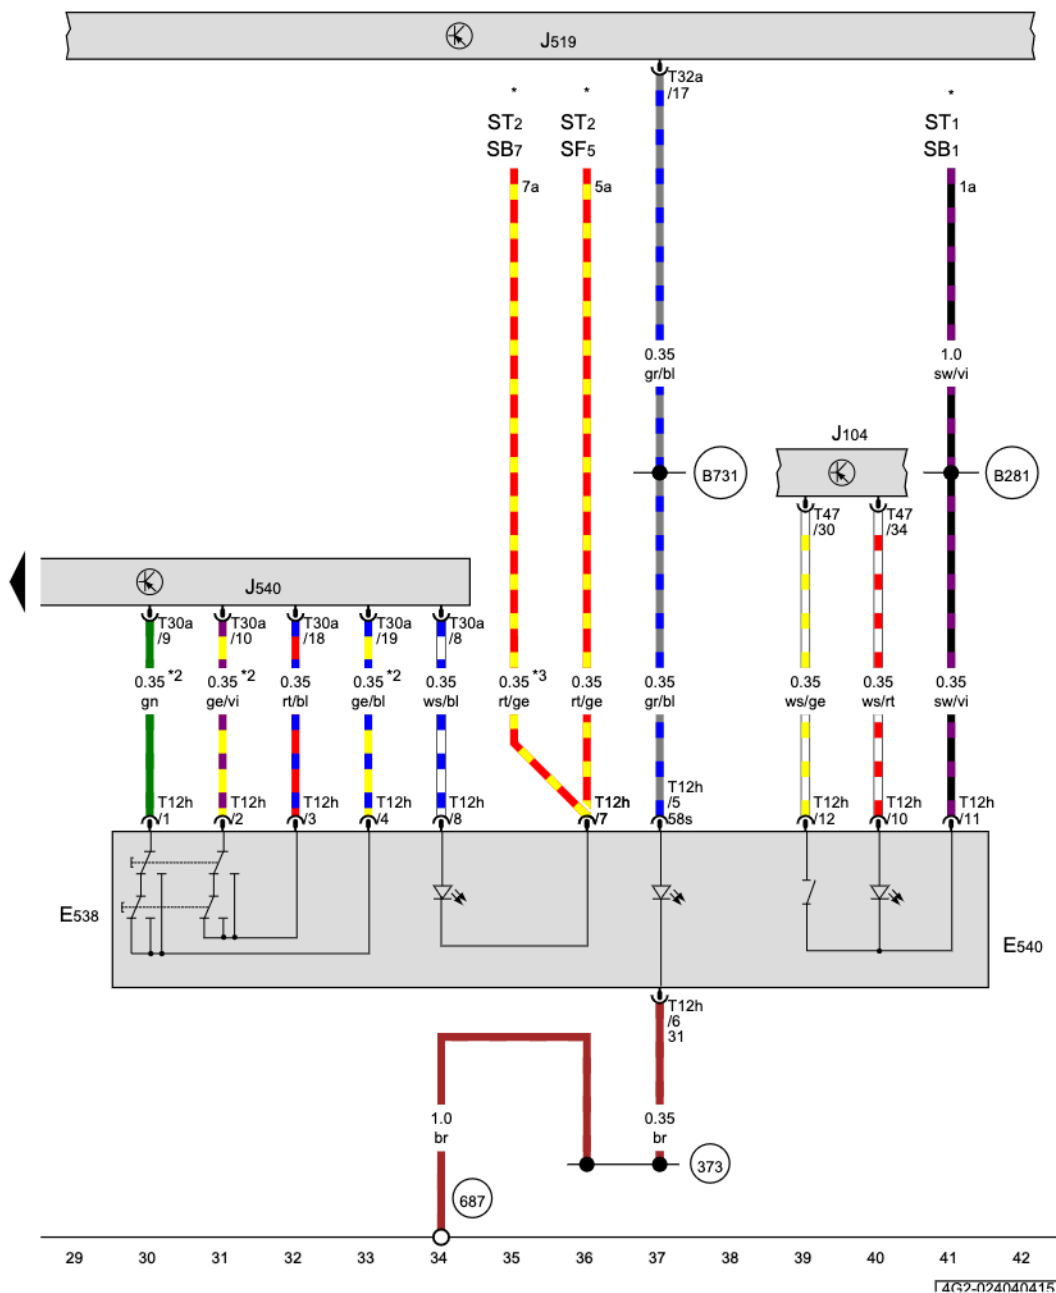 J519
T32a
/17
* * *
ST2 ST2 ST1
SB7 SF5 SB1
7a 5a 1a
0.35 1.0
gr/bl sw/vi
J104
B731 B281
T47 T47
/30 /34
J540
T30a T30a T30a T30a T30a
/9 /10 /18 /19 /8
0.35 *2 0.35 *2 0.35 0.35 *2 0.35 0.35 *3 0.35 0.35 0.35 0.35 0.35
gn ge/vi rt/bl ge/bl ws/bl rt/ge rt/ge gr/bl ws/ge ws/rt sw/vi
T12h T12h T12h T12h T12h T12h T12h T12h T12h T12h
/1 /2 /3 /4 /8 /7 /5 /12 /10 /11
58s
E538
E540
T12h
/6
31
1.0 0.35
br br
373
687
29 30 31 32 33 34 35 36 37 38 39 40 41 42
4G2-024040415